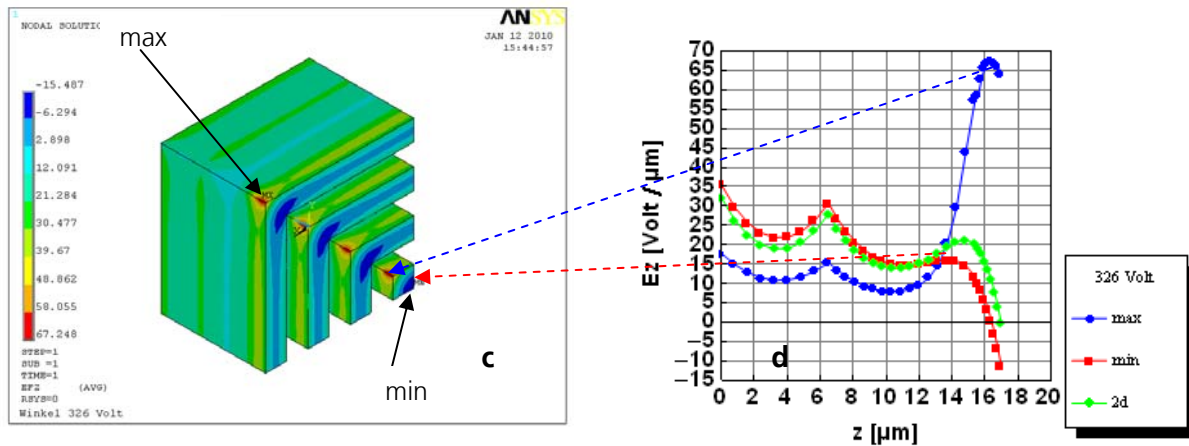 1
NODAL SOLUTI
ANSYS
JAN 12 2010
15:44:57
max
-15.487
-6.294
2.898
12.091
21.284
30.477
39.67
48.862
58.055
67.248
STEP=1
SUB =1
TIME=1
EFZ (AVG)
RSYS=0
Winkel 326 Volt
min
c
Ez [Volt / µm]
70
65
60
55
50
45
40
35
30
25
20
15
10
5
0
−5
−10
−15
d
0 2 4 6 8 10 12 14 16 18 20
z [µm]
326 Volt
max
min
2d